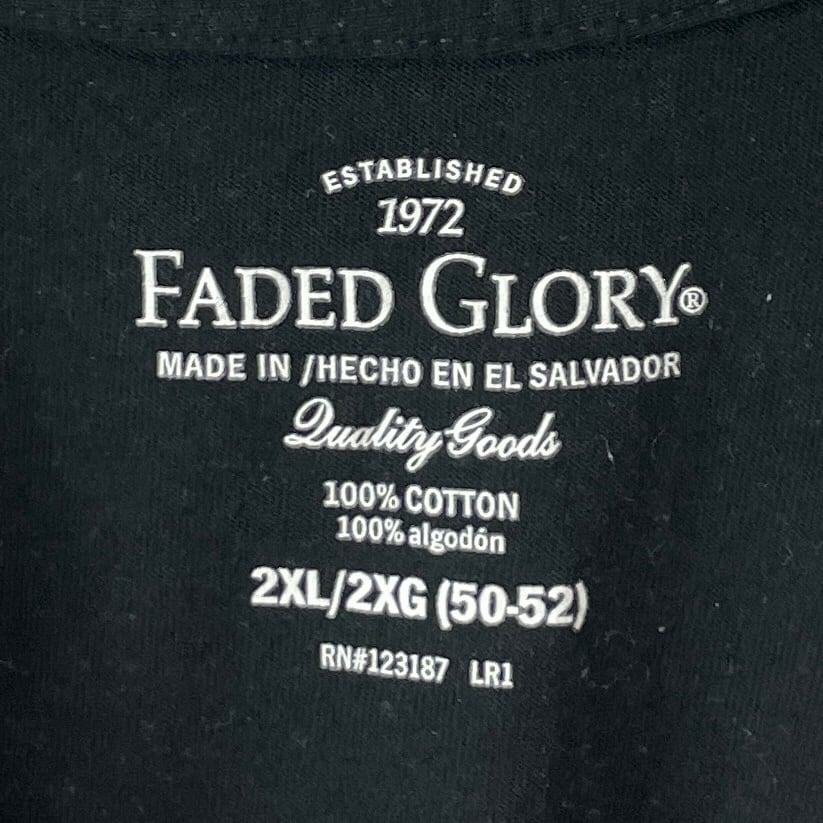 ESTABLISHED
1972
FADED GLORY®
MADE IN /HECHO EN EL SALVADOR
Quality Goods
100% COTTON
100% algodón
2XL/2XG (50-52)
RN#123187 LR1